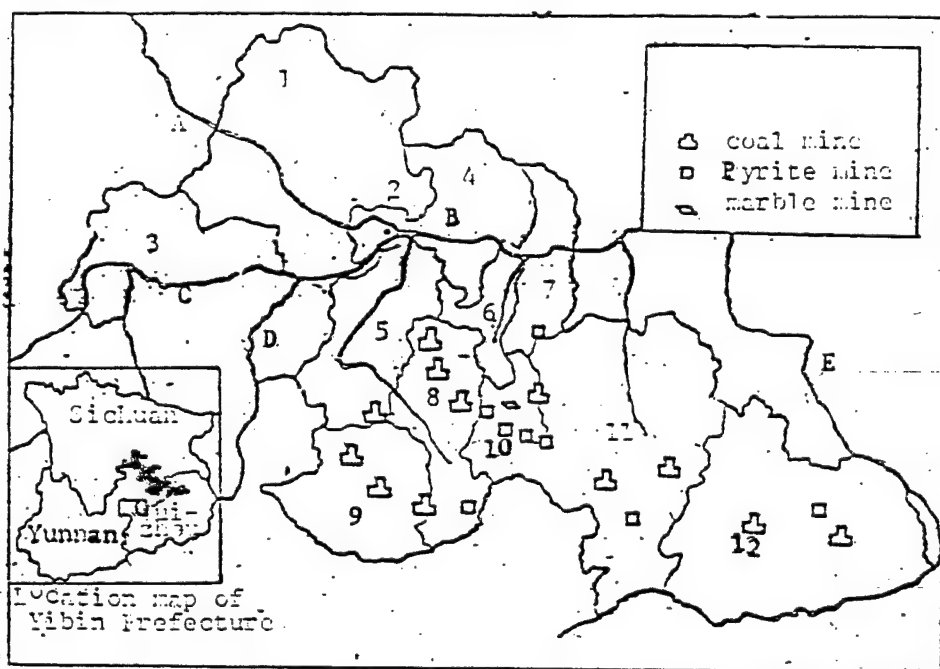 1
A
coal mine
Pyrite mine
marble mine
4
2
B
3
C
7
6
D
5
E
8
Sichuan
11
10
Yunnan
9
12
Location map of
Yibin Prefecture